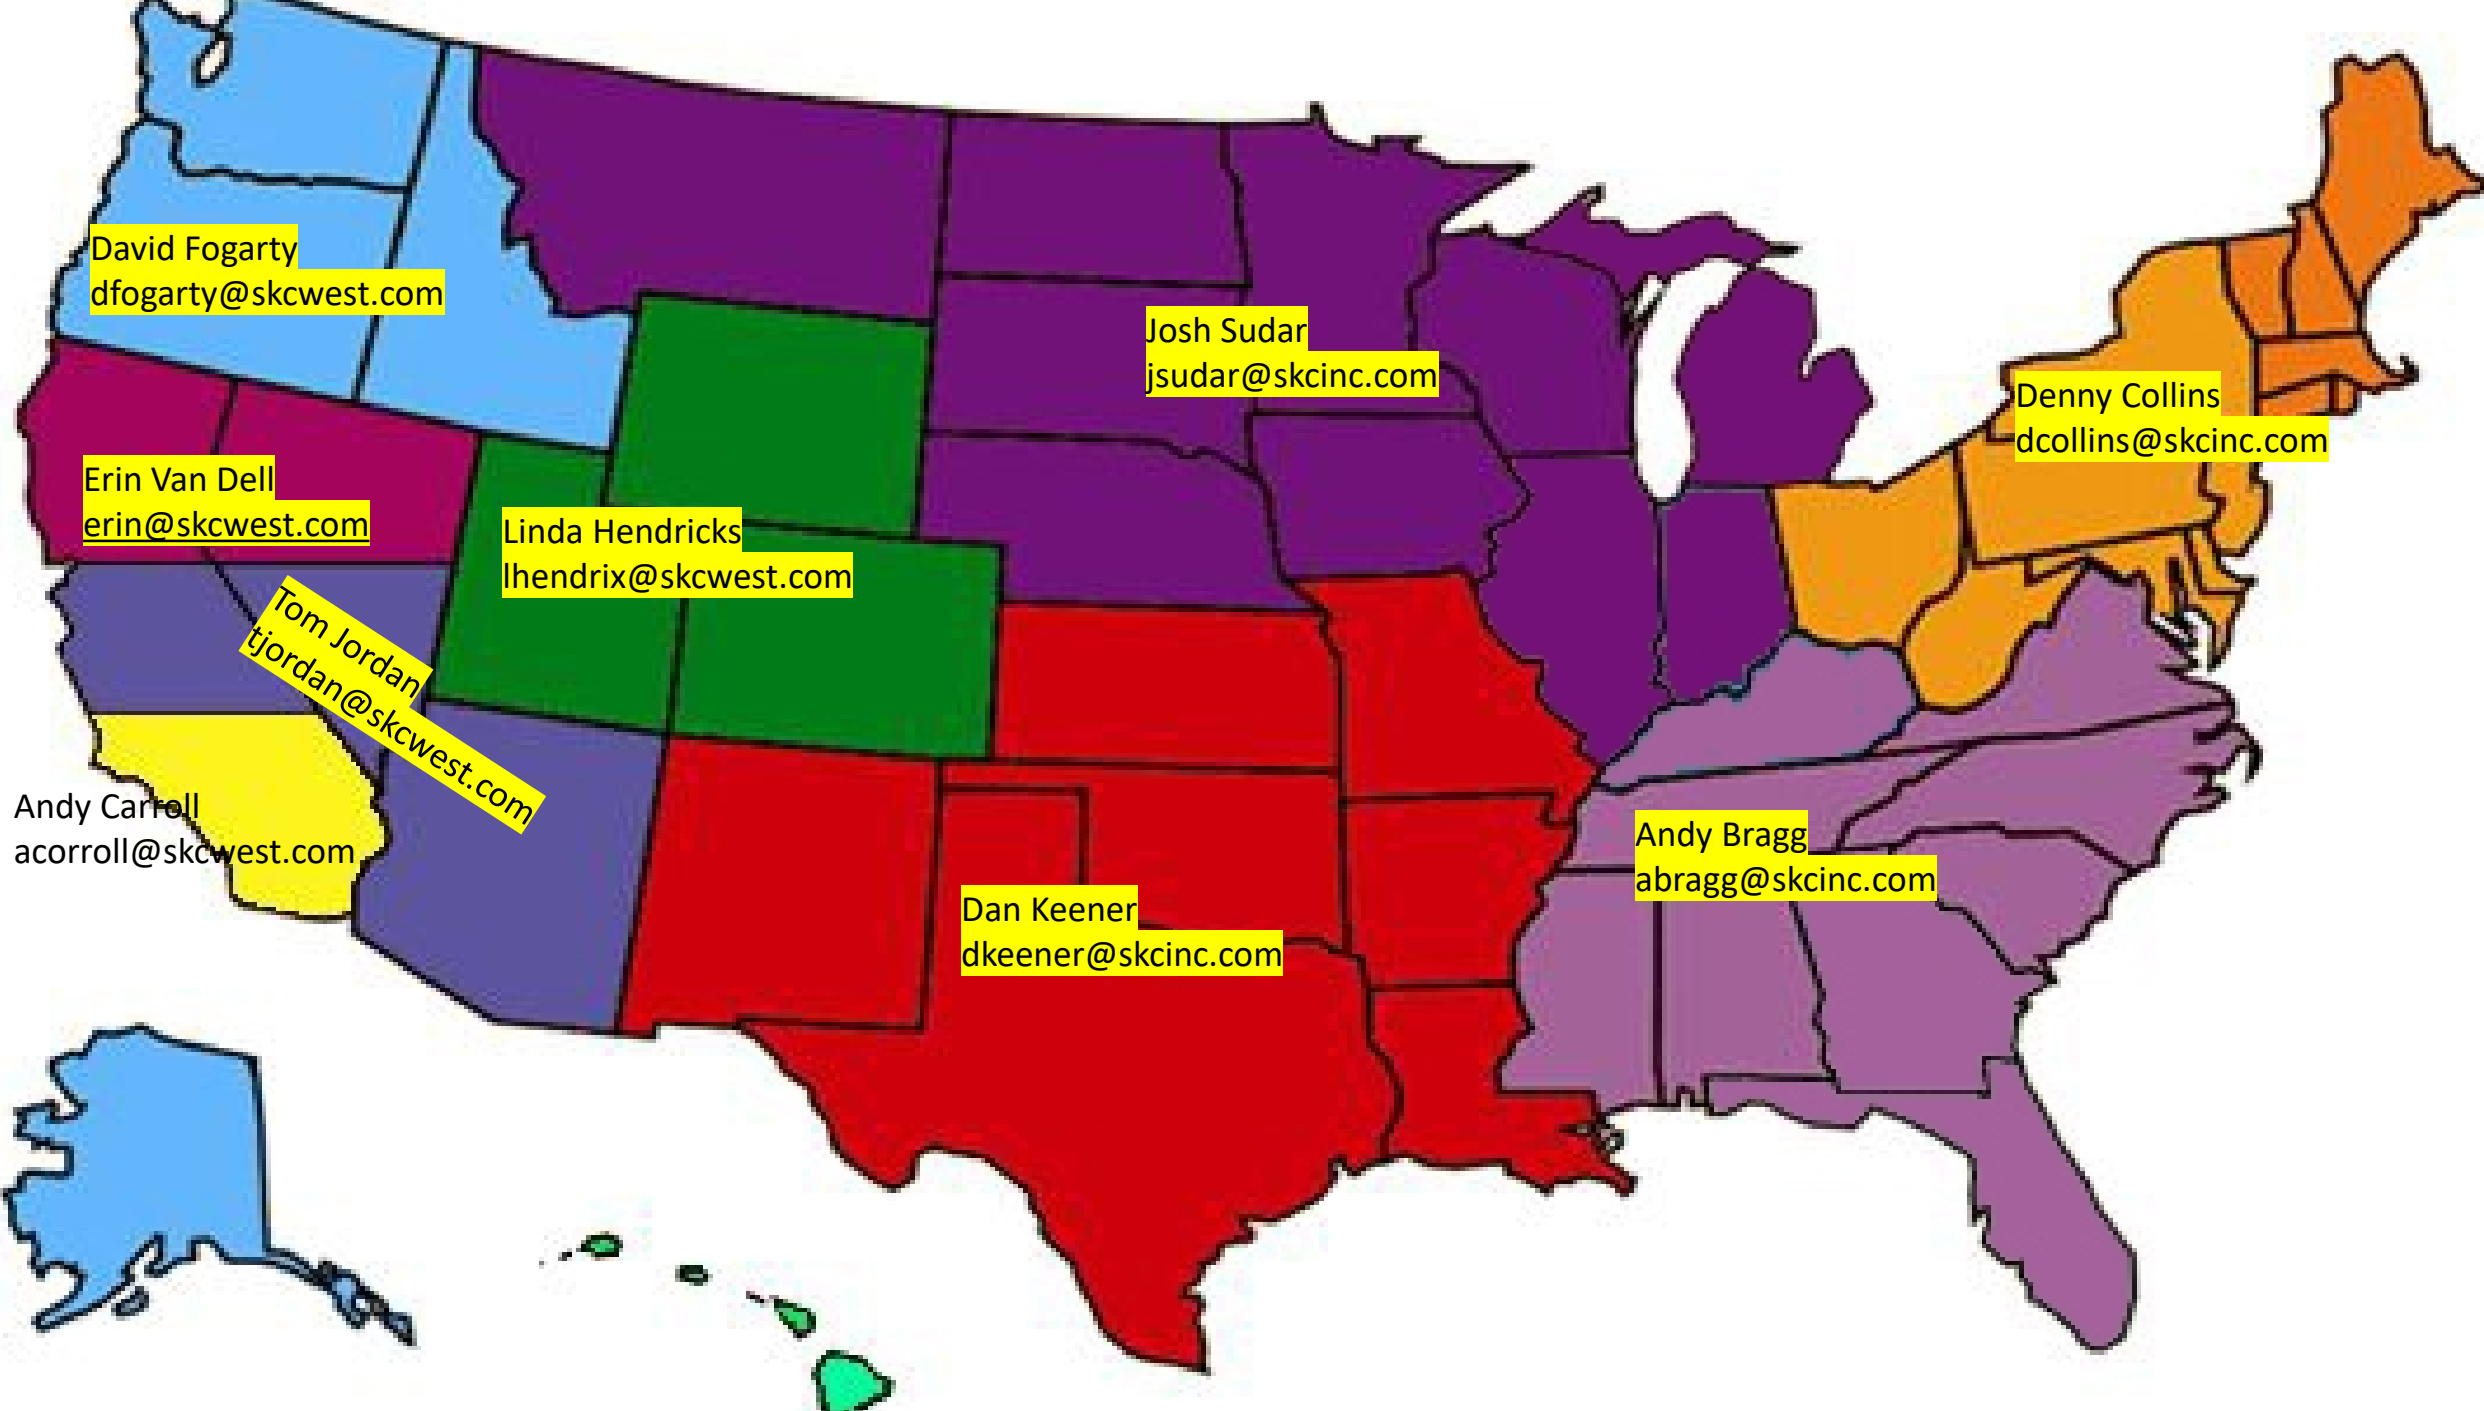 David Fogarty
dfogarty@skcwest.com
Josh Sudar
jsudar@skcinc.com
Denny Collins
dcollins@skcinc.com
Erin Van Dell
erin@skcwest.com
Linda Hendricks
lhendrix@skcwest.com
Tom Jordan
tjordan@skcwest.com
Andy Carroll
acorroll@skcwest.com
Andy Bragg
abragg@skcinc.com
Dan Keener
dkeener@skcinc.com